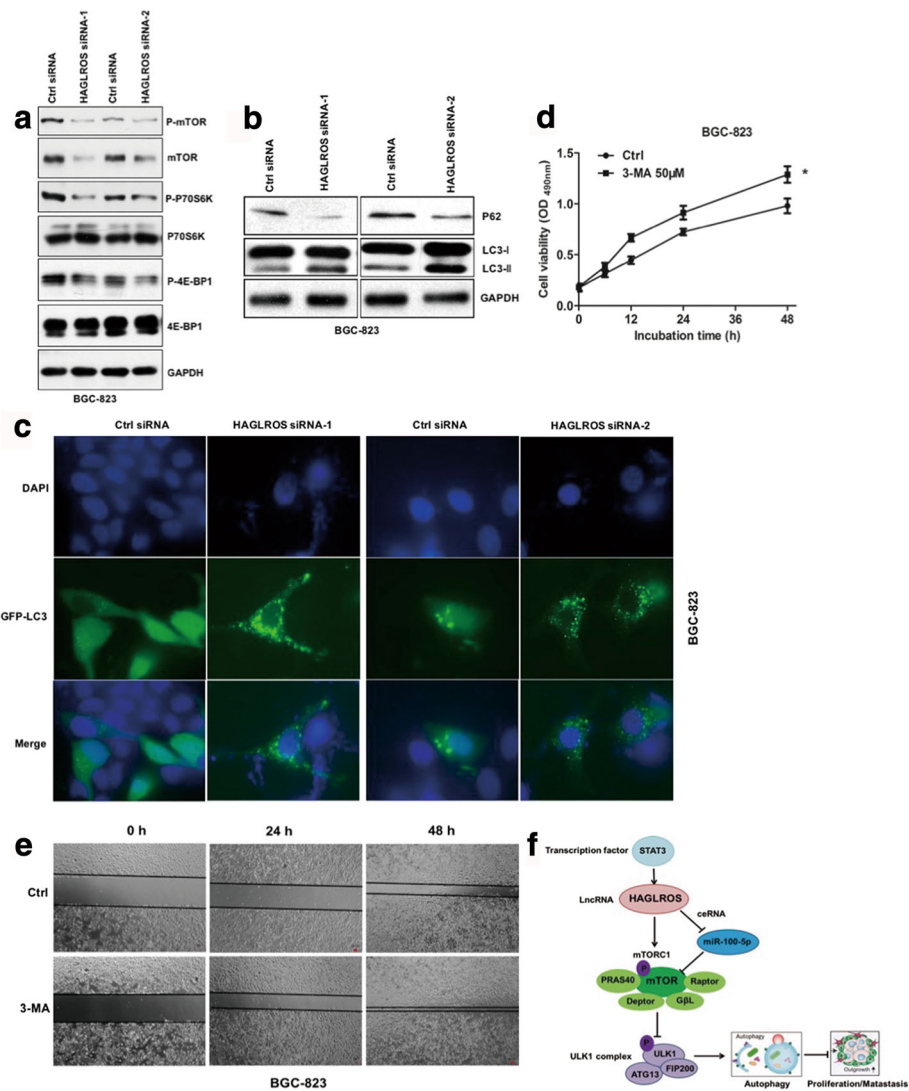 a
Ctrl siRNA
HAGLROS siRNA-1
Ctrl siRNA
HAGLROS siRNA-2
P-mTOR
mTOR
P-P70S6K
P70S6K
P-4E-BP1
4E-BP1
GAPDH
BGC-823
b
Ctrl siRNA
HAGLROS siRNA-1
Ctrl siRNA
HAGLROS siRNA-2
P62
LC3-I
LC3-II
GAPDH
BGC-823
d
BGC-823
Ctrl
3-MA 50µM
*
Cell viability (OD 490nm)
1.5
1.0
0.5
0.0
0 12 24 36 48
Incubation time (h)
c
Ctrl siRNA HAGLROS siRNA-1 Ctrl siRNA HAGLROS siRNA-2
DAPI
GFP-LC3
Merge
BGC-823
e
0 h 24 h 48 h
Ctrl
3-MA
BGC-823
f
Transcription factor STAT3
LncRNA HAGLROS
ceRNA
miR-100-5p
mTORC1
P
PRAS40 mTOR Raptor
Deptor GβL
P
ULK1 complex ULK1
ATG13 FIP200
Autophagy
Outgrowth ↑
Autophagy Proliferation/Metastasis